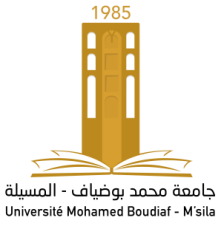 1985
جامعة محمد بوضياف - المسيلة
Université Mohamed Boudiaf - M'sila